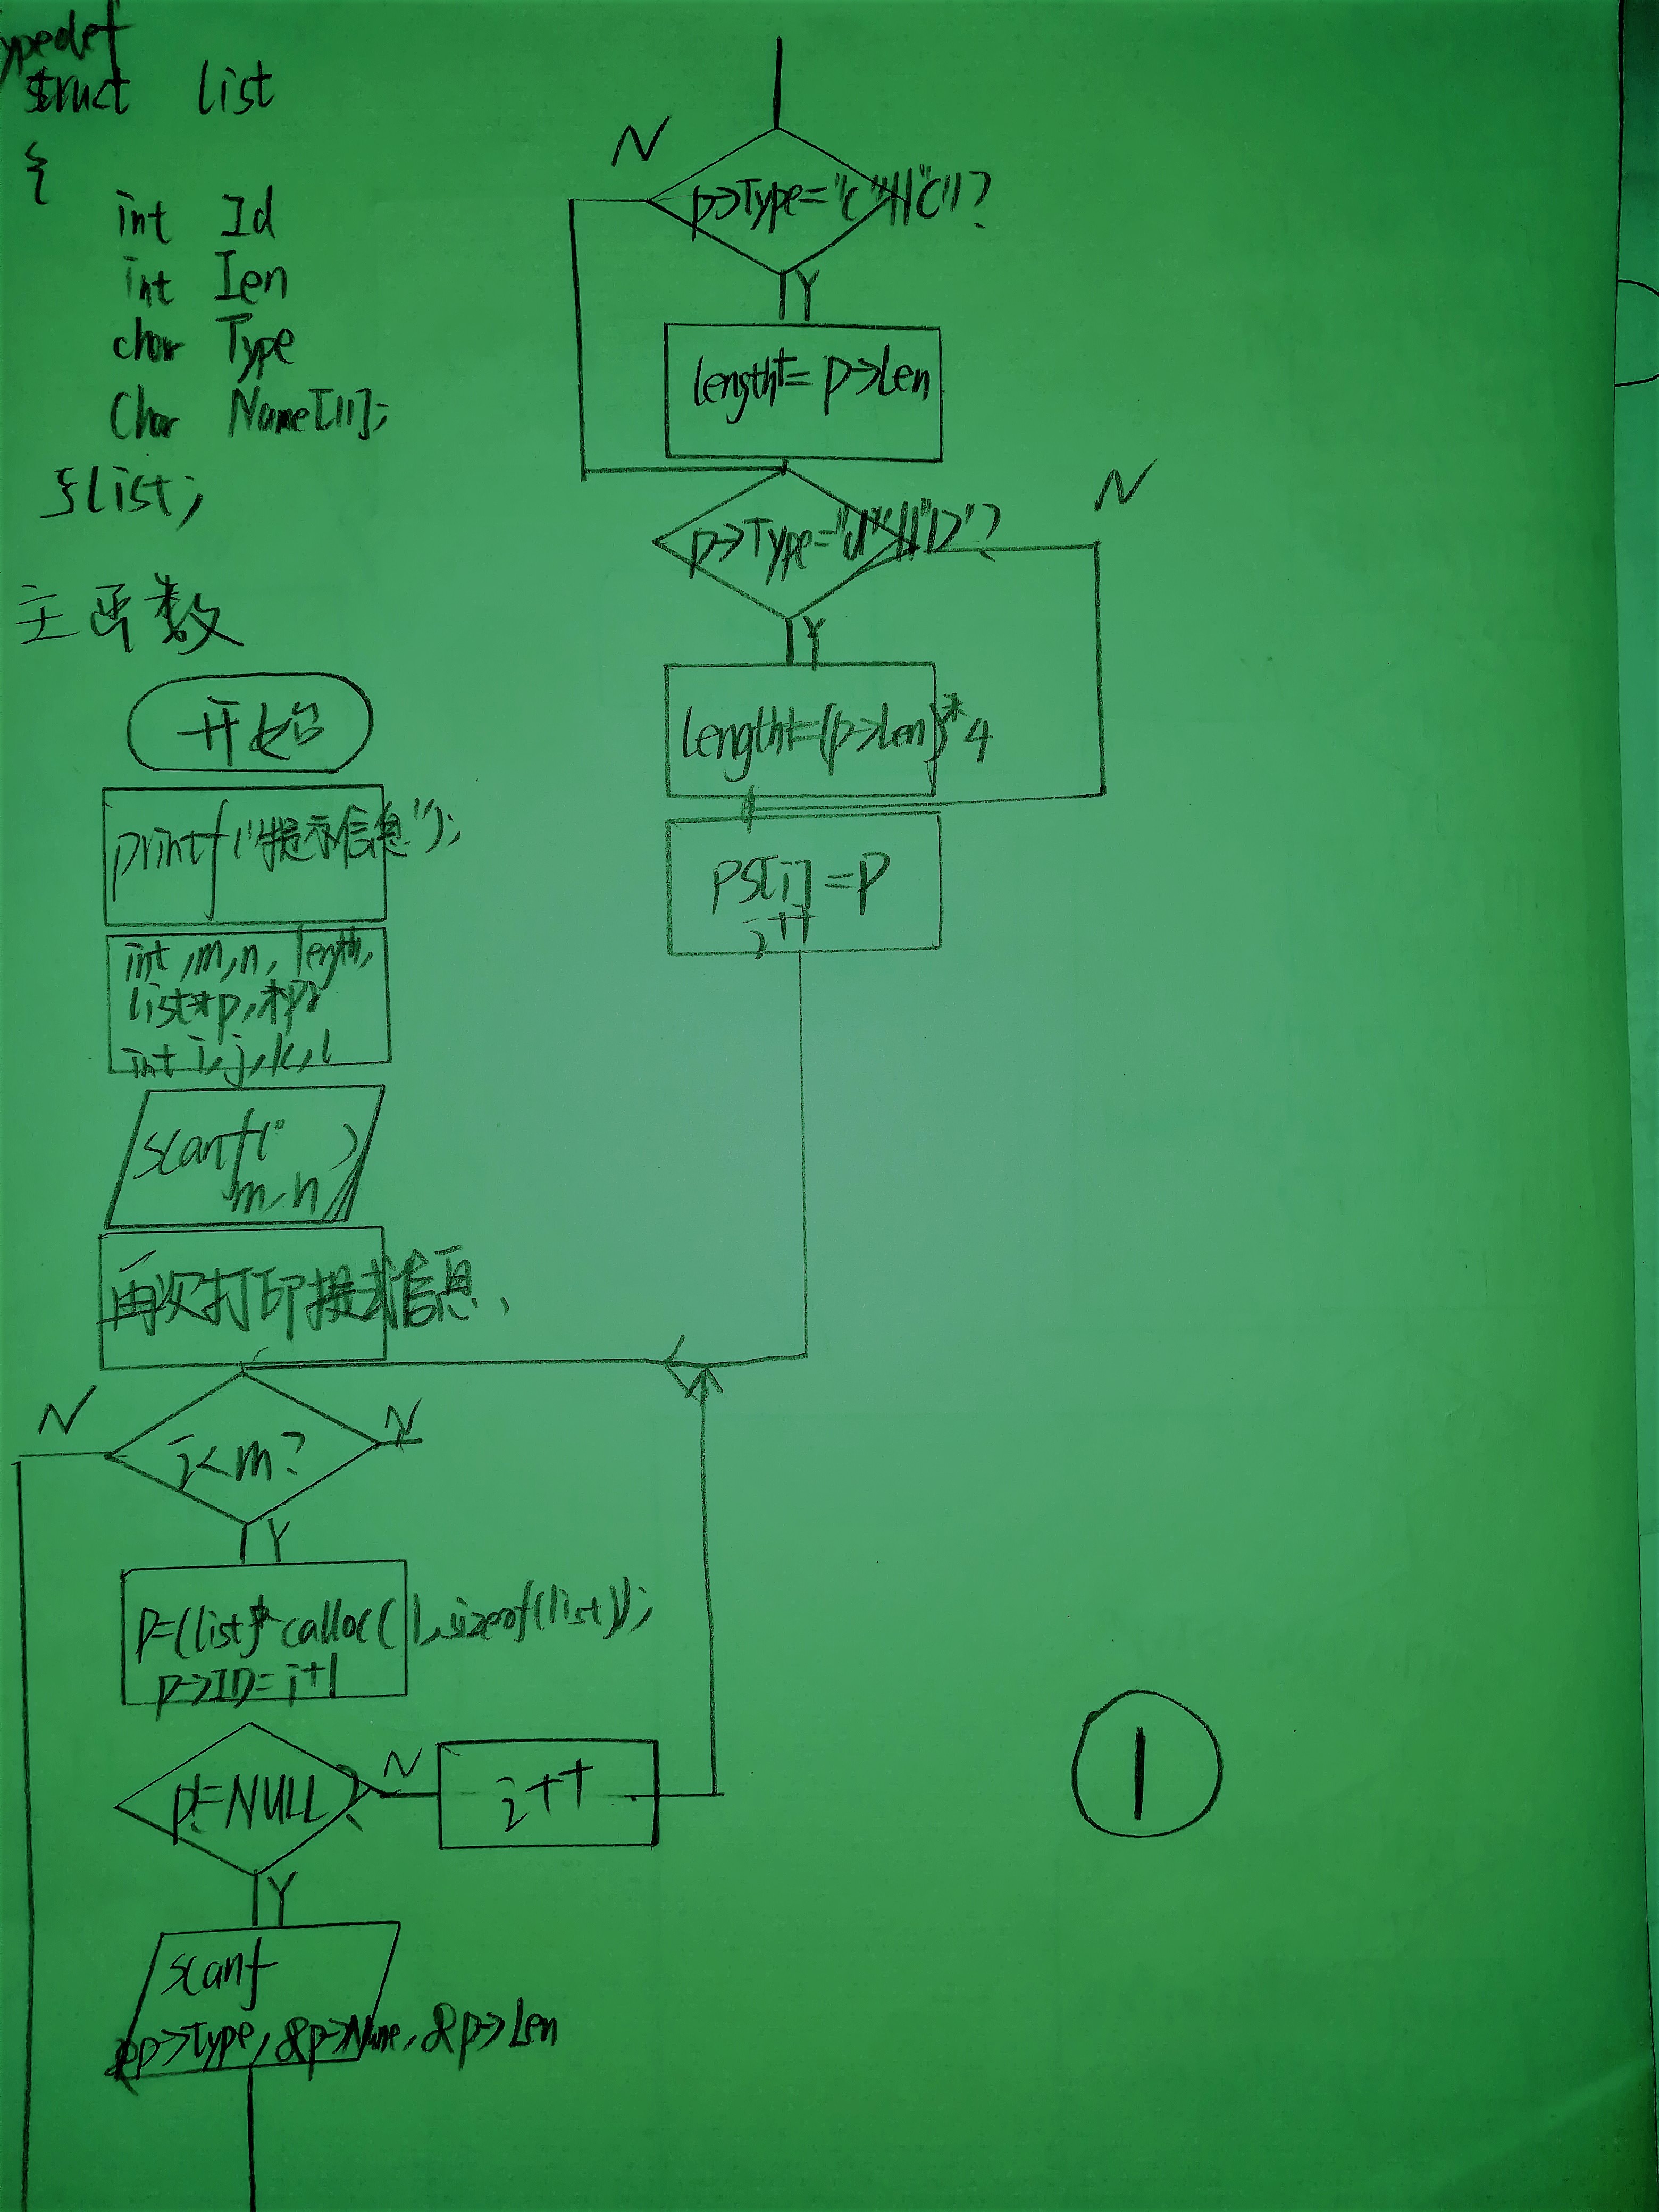 typedef
struct list
{
int Id
int Len
char Type
Char Name[11];
}list;
主函数
开始
printf("提示信息");
int ,m,n, length,
list*p,*ps
int i,j,k,l
scanf("
m,n )
再次打印提示信息,
N
i<m?
N
Y
p=(list)*calloc(1,sizeof(list));
p->ID=i+1
p!=NULL?
N
i++
Y
scanf
&p->Type, &p->Name, &p->Len
N
p->Type="c"||"C"?
Y
length+= p->Len
p->Type="d"||"D"?
N
Y
length+=(p->Len)*4
PS[i]=P
i++
1